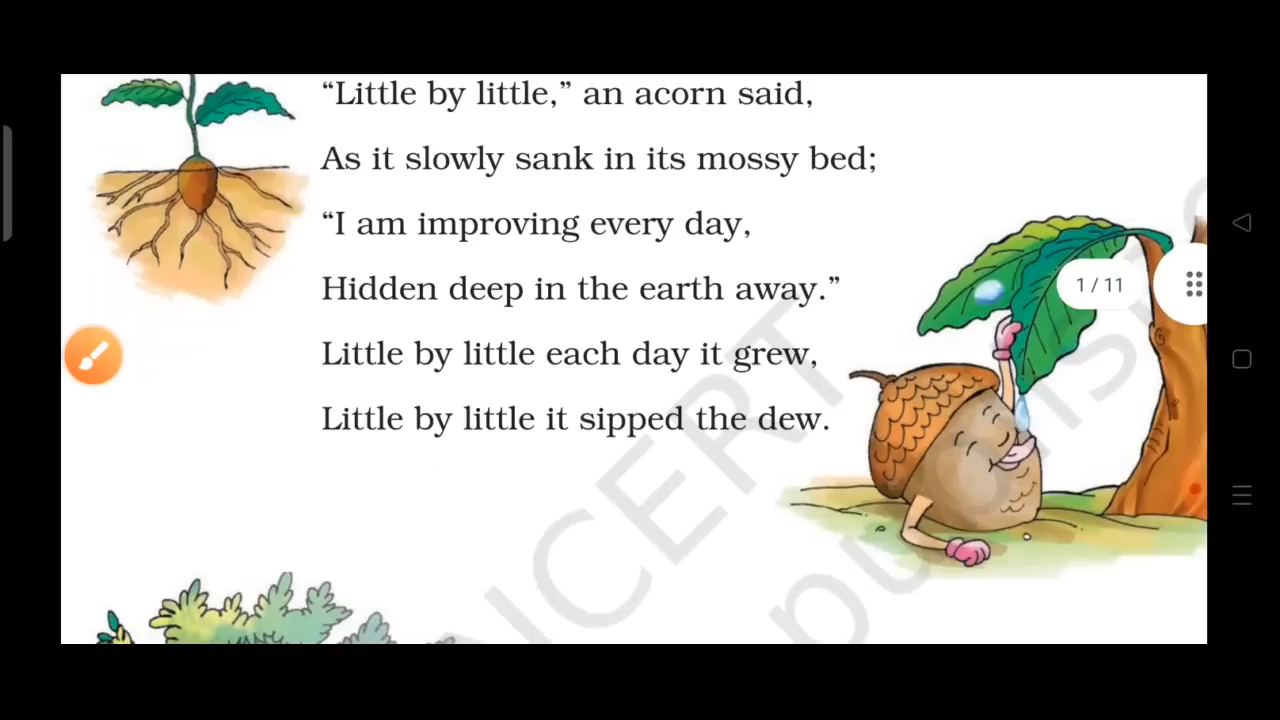 “Little by little,” an acorn said,
As it slowly sank in its mossy bed;
“I am improving every day,
Hidden deep in the earth away.”
1 / 11
Little by little each day it grew,
Little by little it sipped the dew.
NCERT